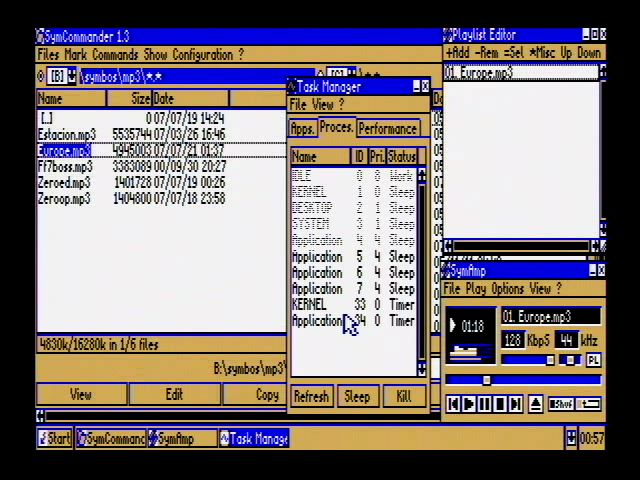 SymCommander 1.3
Files Mark Commands Show Configuration ?
[B] \symbos\mp3\*.*
Name Size Date
[..] 0 07/07/19 14:24
Estacion.mp3 5535744 07/03/26 16:46
Europe.mp3 4945003 07/07/21 01:37
Ff7boss.mp3 3383089 00/09/30 20:27
Zeroed.mp3 1401728 07/07/19 00:26
Zeroop.mp3 1404800 07/07/18 23:58
4830k/16280k in 1/6 files
B:\symbos\mp3\
View Edit Copy
Task Manager
File View ?
Apps. Proces. Performance
Name ID Pri. Status
IDLE 0 8 Work
KERNEL 1 0 Sleep
DESKTOP 2 1 Sleep
SYSTEM 3 1 Sleep
Application 4 4 Sleep
Application 5 4 Sleep
Application 6 4 Sleep
Application 7 4 Sleep
KERNEL 33 0 Timer
Application 34 0 Timer
Refresh Sleep Kill
Playlist Editor
+Add -Rem =Sel *Misc Up Down
01. Europe.mp3
SymAmp
File Play Options View ?
01:18
01. Europe.mp3
128 Kbps 44 kHz
PL
Shuf
Start SymCommand SymAmp Task Manage 00:57